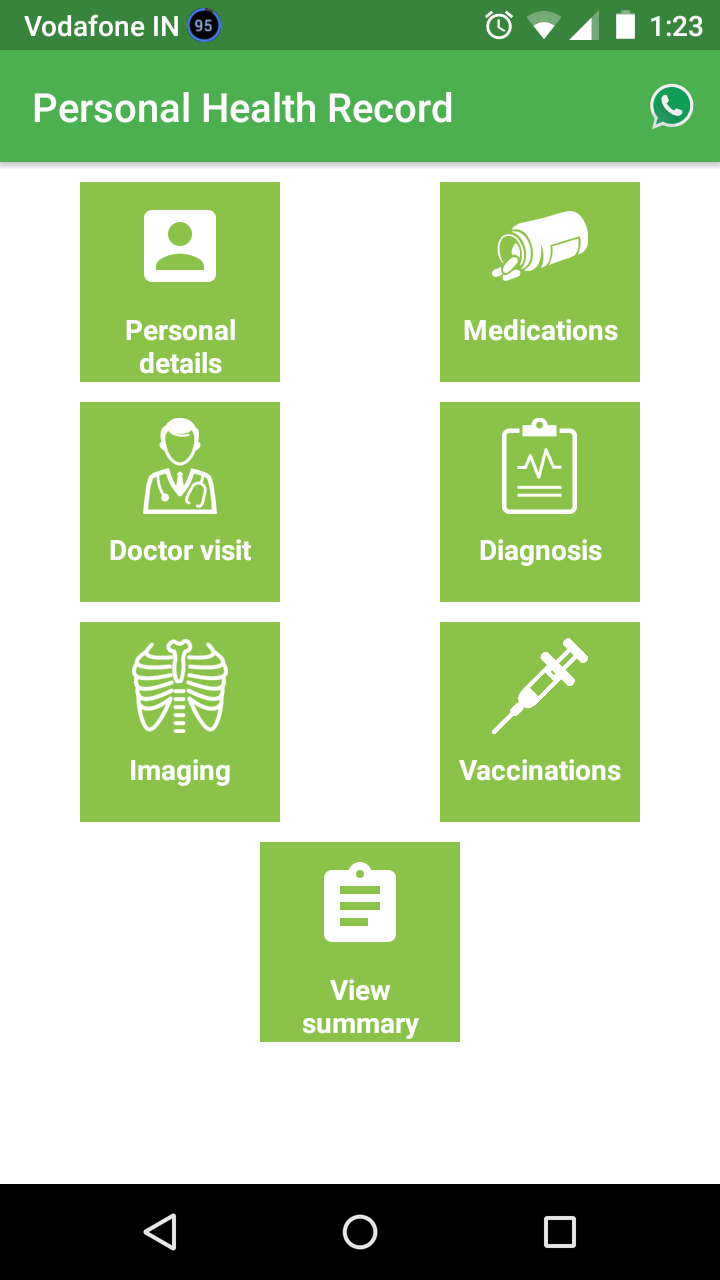 Vodafone IN 95 1:23
Personal Health Record
Personal
details
Medications
Doctor visit
Diagnosis
Imaging
Vaccinations
View
summary